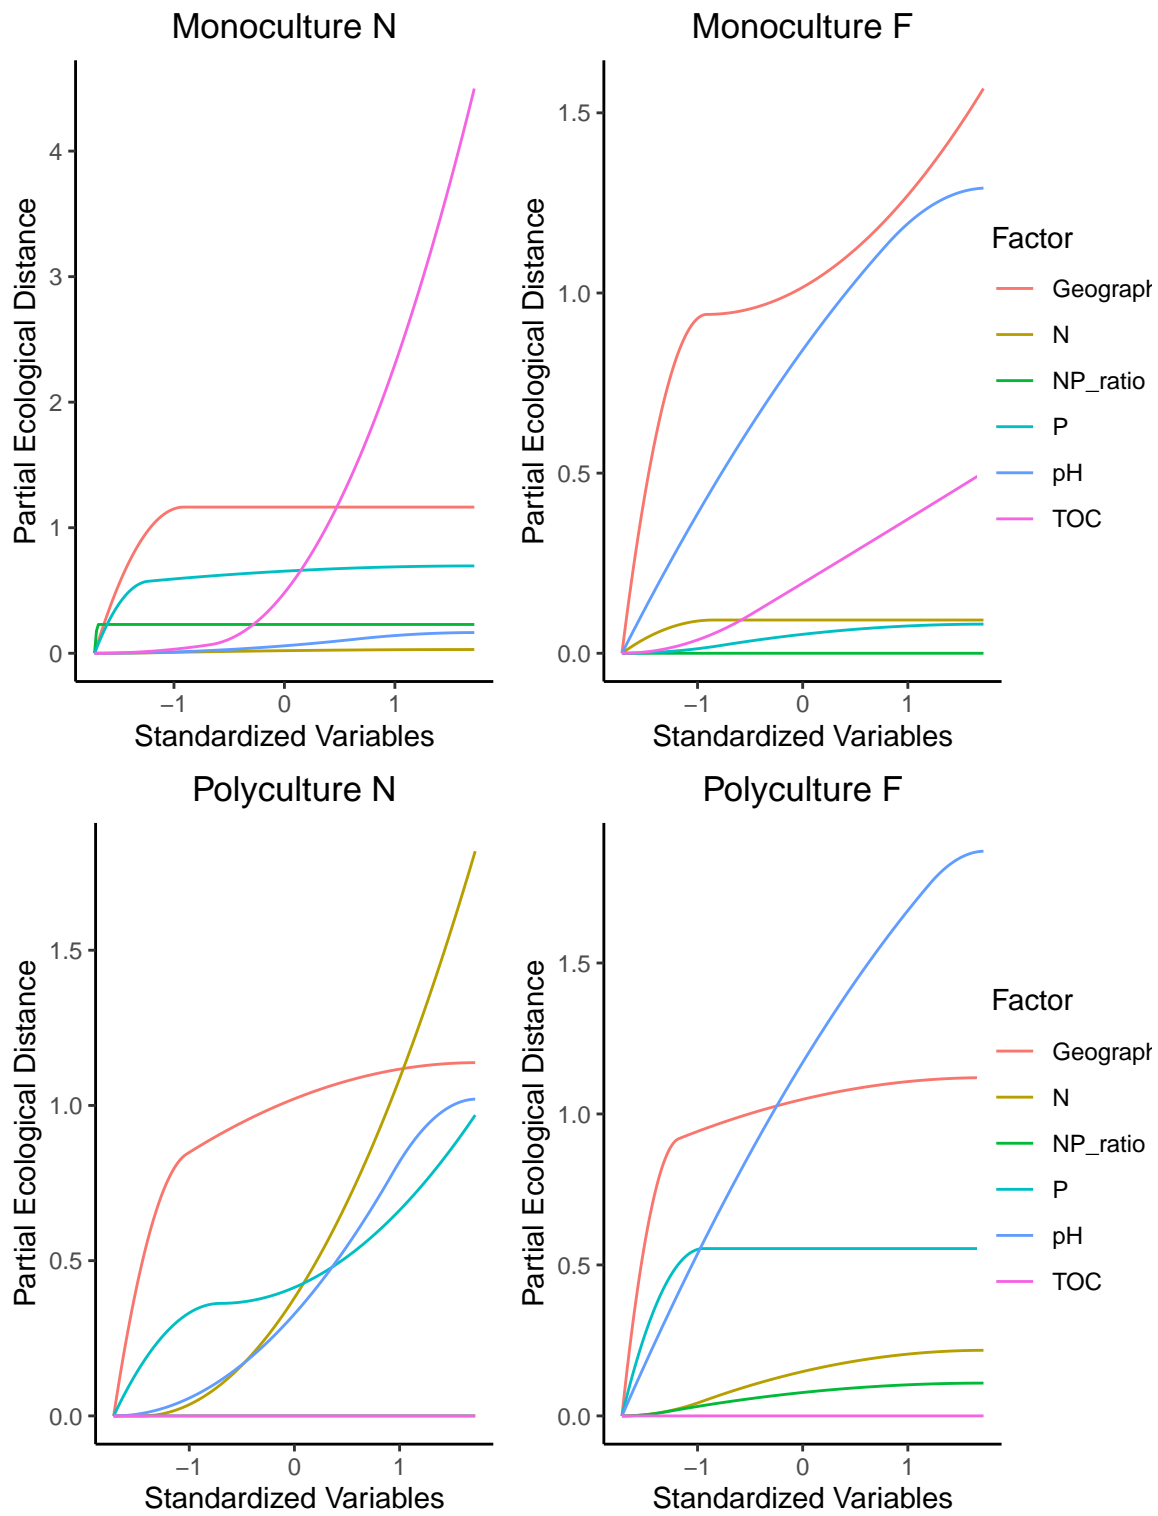 Monoculture N
Partial Ecological Distance
4
3
2
1
0
−1 0 1
Standardized Variables
Monoculture F
Partial Ecological Distance
1.5
1.0
0.5
0.0
−1 0 1
Standardized Variables
Factor
Geograph
N
NP_ratio
P
pH
TOC
Polyculture N
Partial Ecological Distance
1.5
1.0
0.5
0.0
−1 0 1
Standardized Variables
Polyculture F
Partial Ecological Distance
1.5
1.0
0.5
0.0
−1 0 1
Standardized Variables
Factor
Geograph
N
NP_ratio
P
pH
TOC